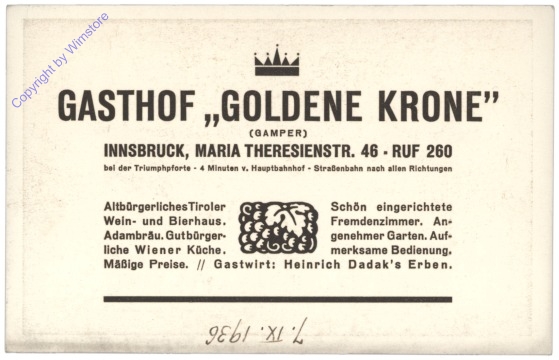 Copyright by Wimstore
GASTHOF „GOLDENE KRONE”
(GAMPER)
INNSBRUCK, MARIA THERESIENSTR. 46 - RUF 260
bei der Triumphpforte - 4 Minuten v. Hauptbahnhof - Straßenbahn nach allen Richtungen
Altbürgerliches Tiroler
Wein- und Bierhaus.
Adambräu. Gutbürger-
liche Wiener Küche.
Mäßige Preise. // Gastwirt: Heinrich Dadak's Erben.
Schön eingerichtete
Fremdenzimmer. An-
genehmer Garten. Auf-
merksame Bedienung.
7. IX. 1936